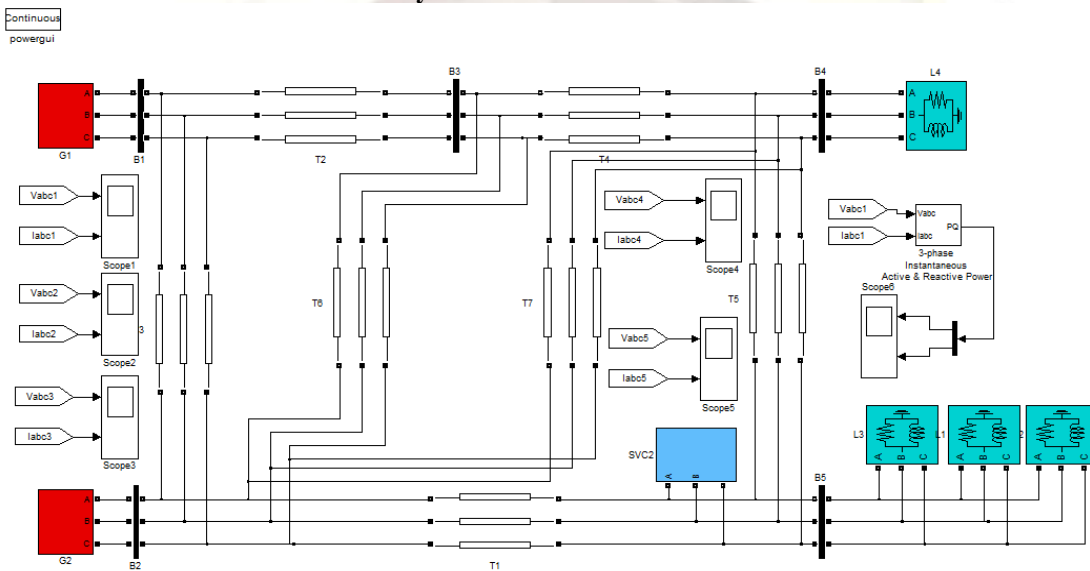 Continuous
powergui
B3
B4
L4
A
B
C
A
B
C
G1
B1
T2
T4
Vabc1
Iabc1
Scope1
Vabc4
Iabc4
Scope4
Vabc1
Iabc1
Vabc
Iabc
PQ
3-phase
Instantaneous
Active & Reactive Power
Scope6
Vabc2
Iabc2
Scope2
3
T6
T7
T5
Vabc5
Iabc5
Scope5
Vabc3
Iabc3
Scope3
SVC2
A
B
L3
L1
2
A
B
C
A
B
C
A
B
C
B5
A
B
C
G2
B2
T1